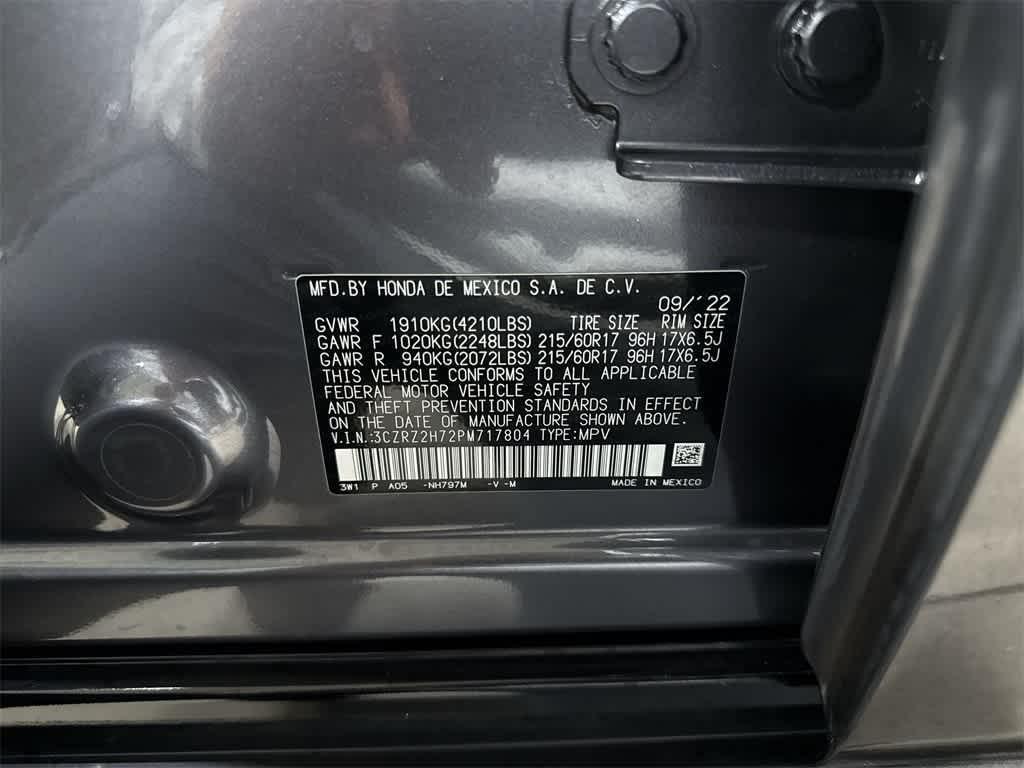 MFD.BY HONDA DE MEXICO S.A. DE C.V.
09/'22
GVWR 1910KG(4210LBS) TIRE SIZE RIM SIZE
GAWR F 1020KG(2248LBS) 215/60R17 96H 17X6.5J
GAWR R 940KG(2072LBS) 215/60R17 96H 17X6.5J
THIS VEHICLE CONFORMS TO ALL APPLICABLE
FEDERAL MOTOR VEHICLE SAFETY
AND THEFT PREVENTION STANDARDS IN EFFECT
ON THE DATE OF MANUFACTURE SHOWN ABOVE.
V.I.N.:3CZRZ2H72PM717804 TYPE:MPV
3W1 P A05 -NH797M -V-M MADE IN MEXICO